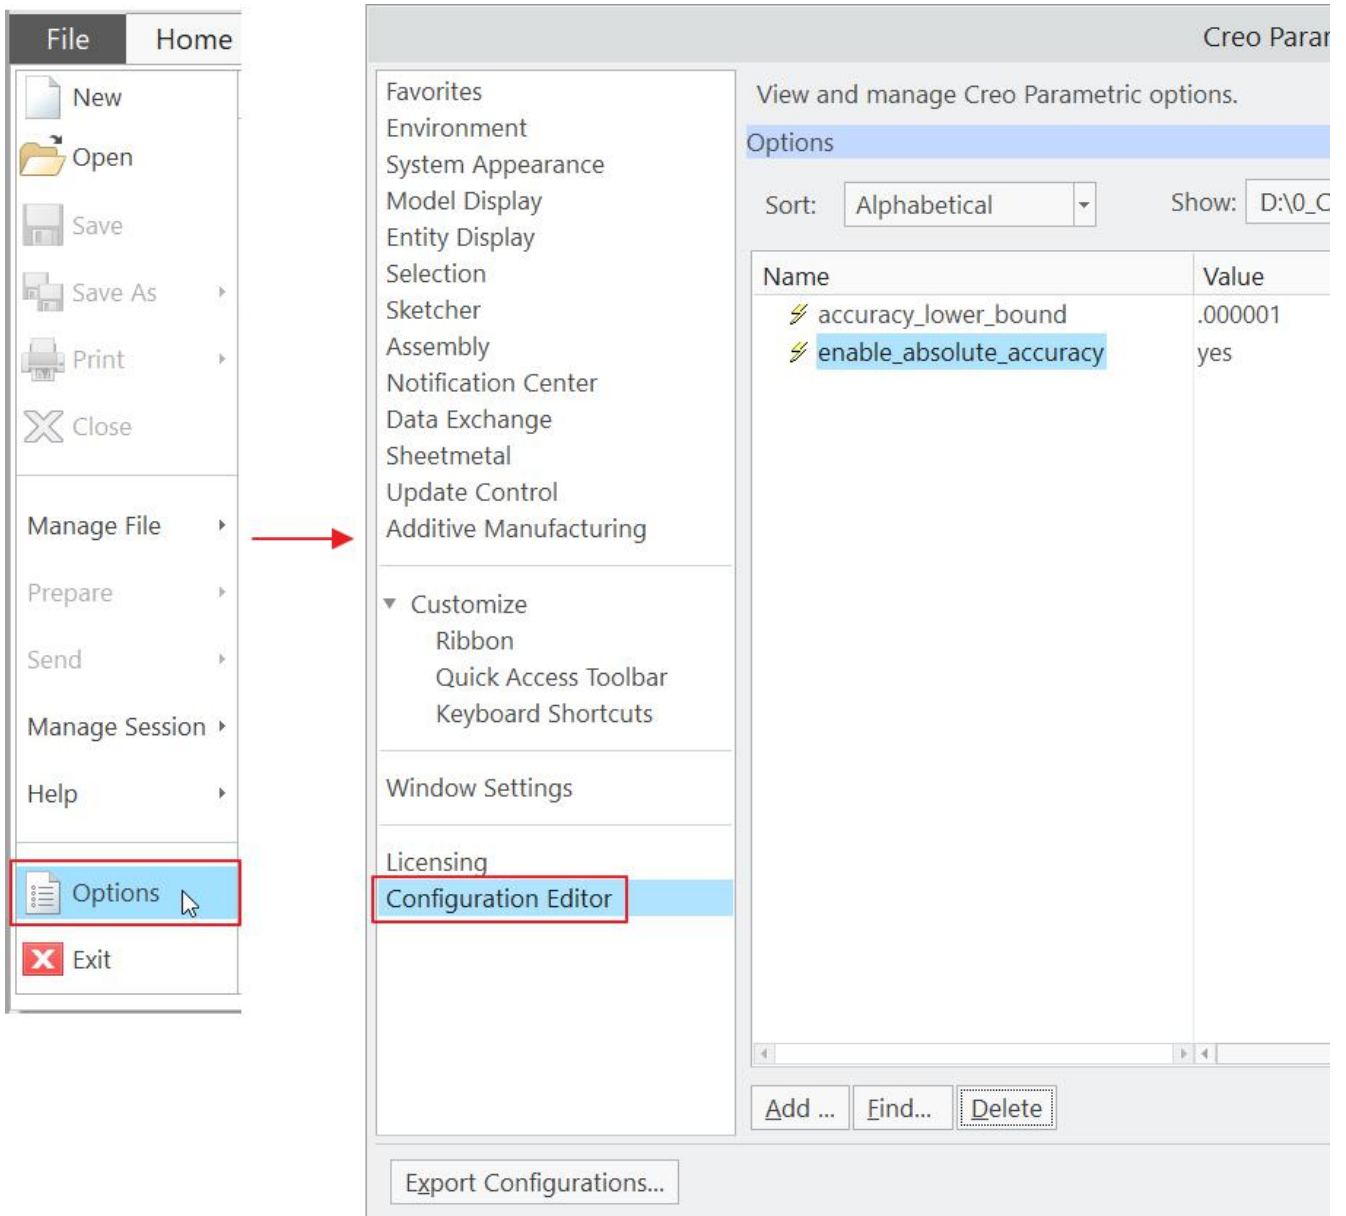 File Home
New
Open
Save
Save As
Print
Close
Manage File
Prepare
Send
Manage Session
Help
Options
Exit
Creo Parar
Favorites
Environment
System Appearance
Model Display
Entity Display
Selection
Sketcher
Assembly
Notification Center
Data Exchange
Sheetmetal
Update Control
Additive Manufacturing
Customize
Ribbon
Quick Access Toolbar
Keyboard Shortcuts
Window Settings
Licensing
Configuration Editor
View and manage Creo Parametric options.
Options
Sort: Alphabetical Show: D:\0_C
Name Value
accuracy_lower_bound .000001
enable_absolute_accuracy yes
Add ... Find... Delete
Export Configurations...